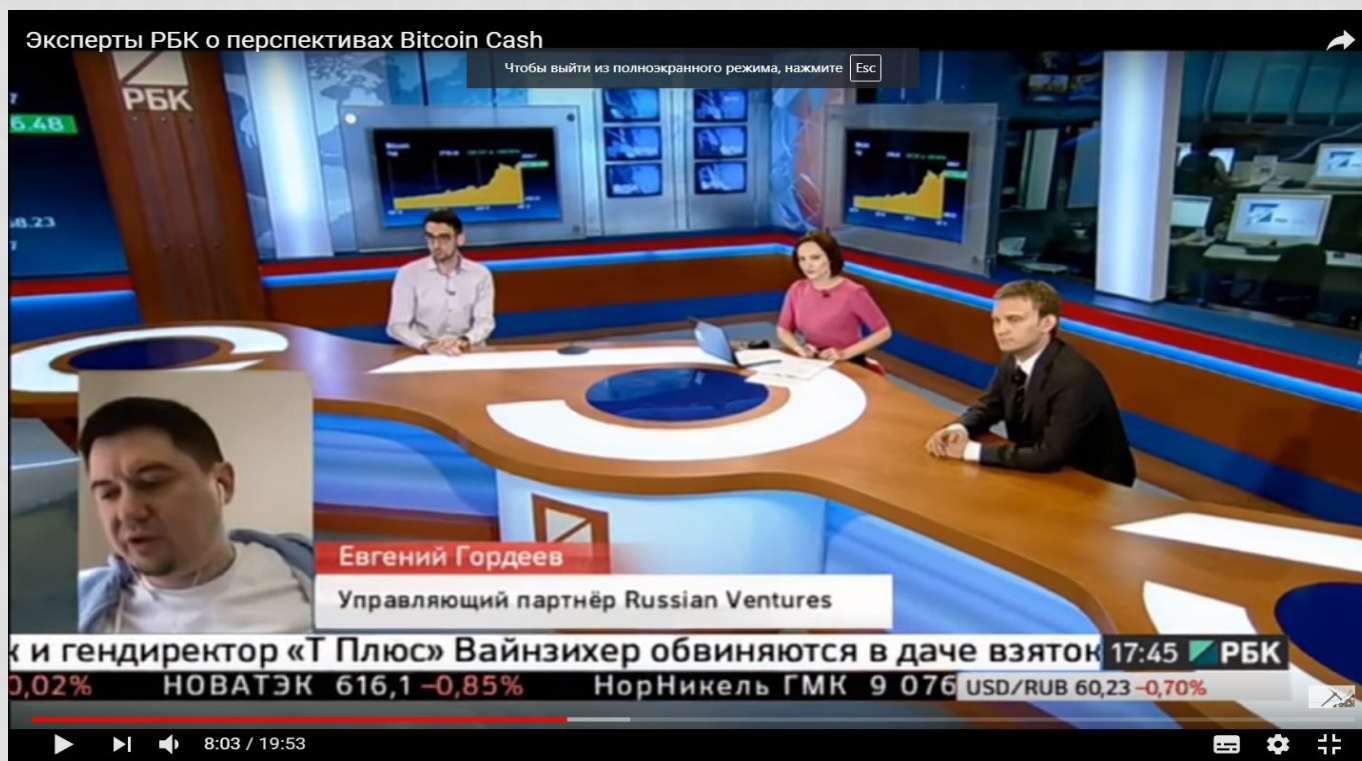 Эксперты РБК о перспективах Bitcoin Cash
Чтобы выйти из полноэкранного режима, нажмите Esc
РБК
6.48
Евгений Гордеев
Управляющий партнёр Russian Ventures
и гендиректор «Т Плюс» Вайнзихер обвиняются в даче взяток 17:45 РБК
0,02% НОВАТЭК 616,1 –0,85% НорНикель ГМК 9 076 USD/RUB 60,23 –0,70%
8:03 / 19:53